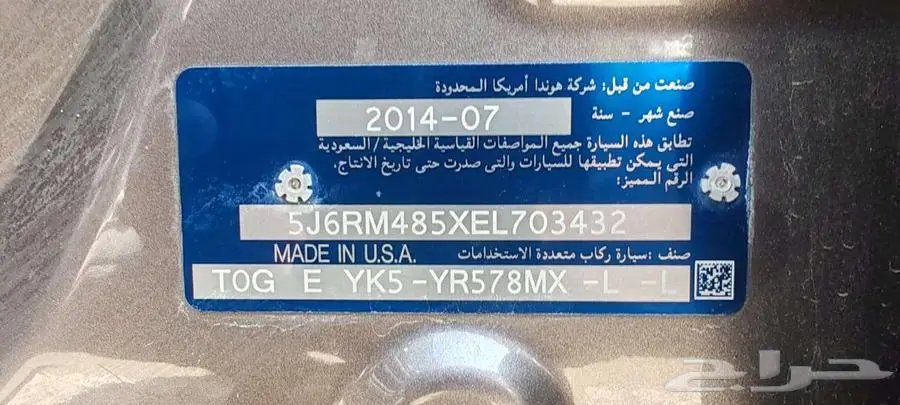 صنعت من قبل: شركة هوندا أمريكا المحدودة
صنع شهر - سنة
2014-07
تطابق هذه السيارة جميع المواصفات القياسية الخليجية / السعودية
التي يمكن تطبيقها للسيارات والتي صدرت حتى تاريخ الانتاج.
الرقم المميز:
5J6RM485XEL703432
صنف: سيارة ركاب متعددة الاستخدامات MADE IN U.S.A.
T0G E YK5-YR578MX -L -L
حراج